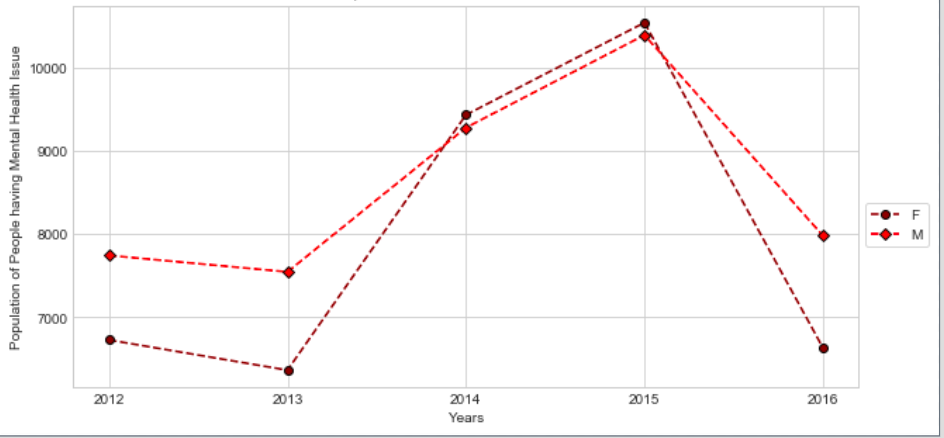 Population of People having Mental Health Issue
10000
9000
8000
7000
2012 2013 2014 2015 2016
Years
F
M